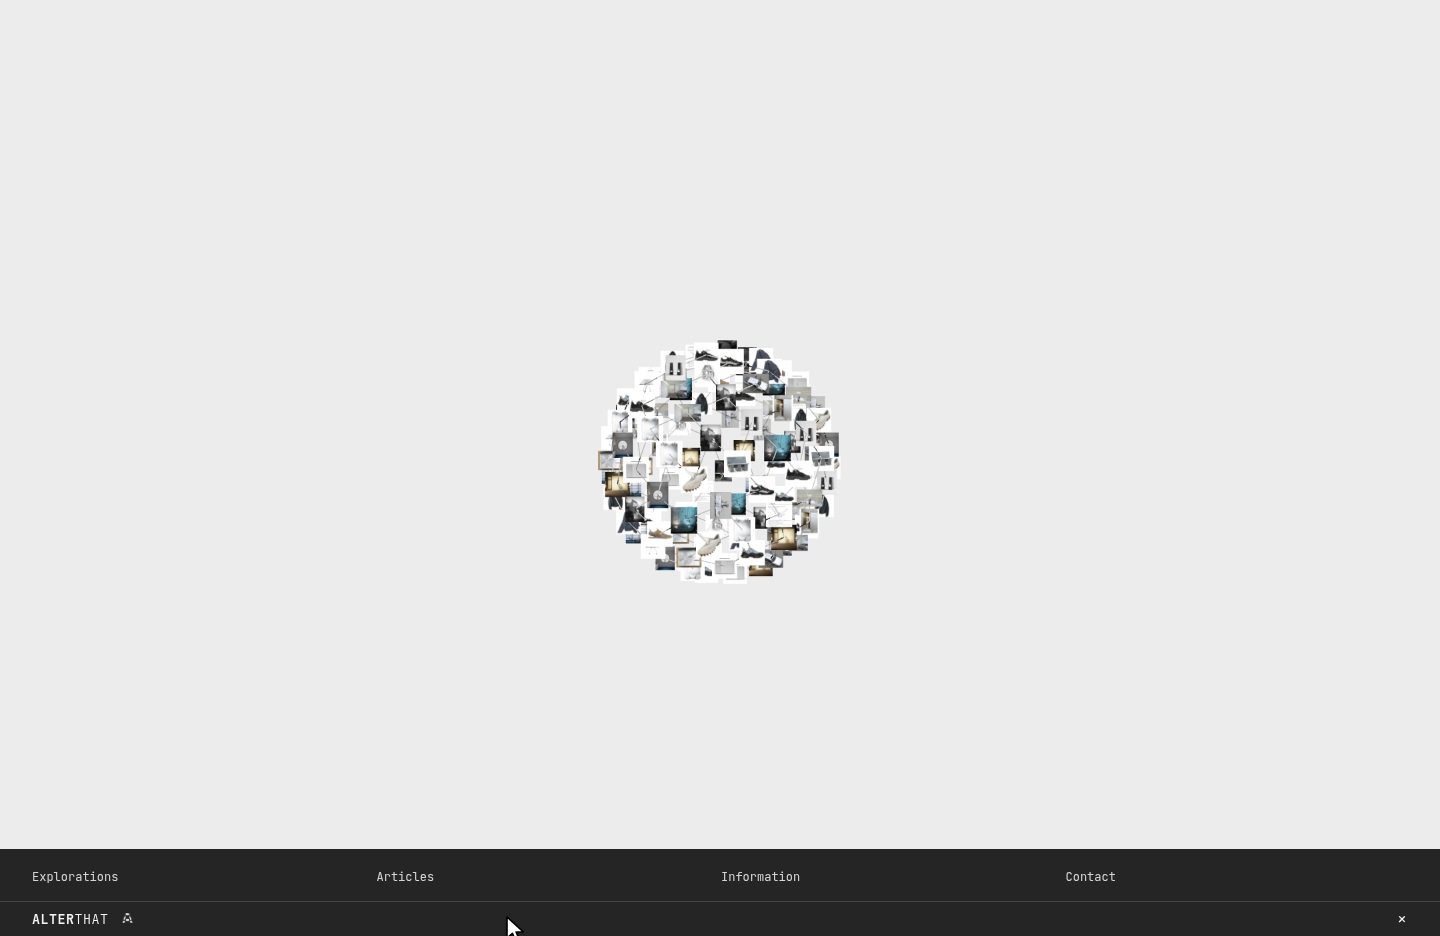 Explorations
Articles
Information
Contact
ALTERTHAT
×